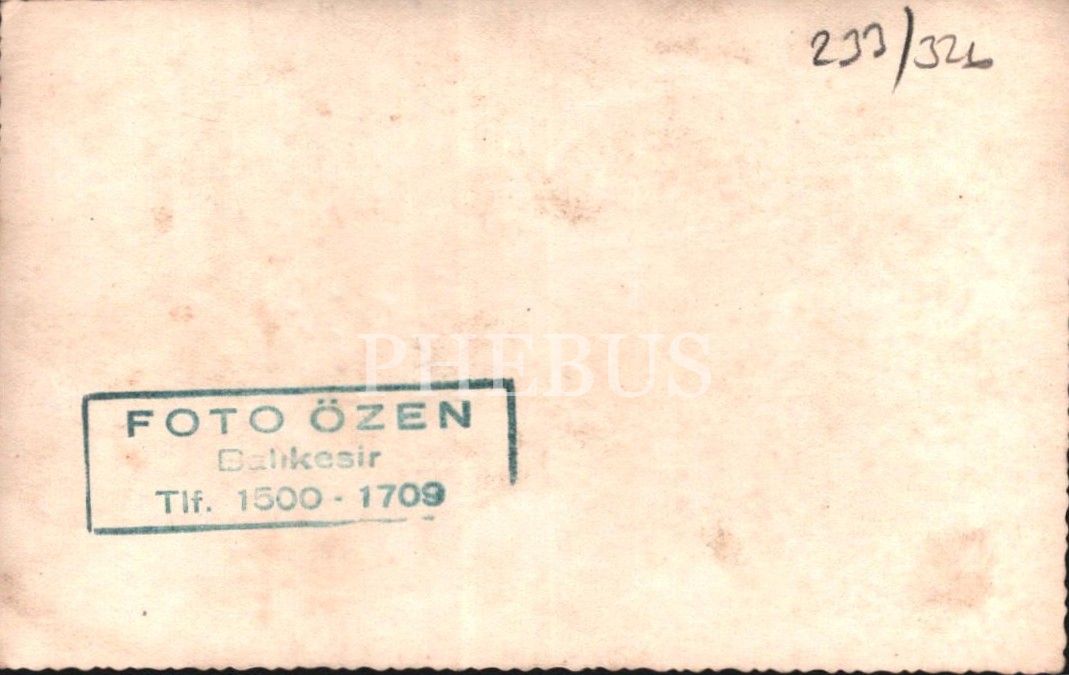 233/326
PHEBUS
FOTO ÖZEN
Balıkesir
Tlf. 1500 - 1709